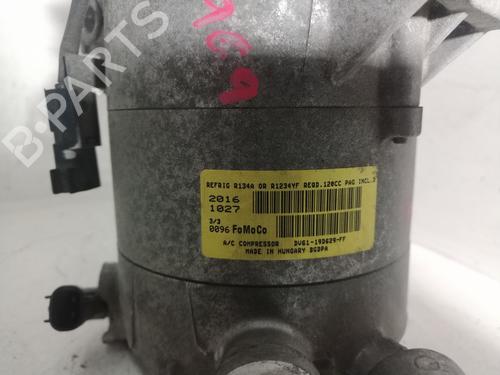 B-PARTS
REFRIG R134A OR R1234YF REQD.120CC PAG INCL.
2016
1027
3/3
0096 FoMoCo
A/C COMPRESSOR DV61-19D629-FF
MADE IN HUNGARY BGDPA